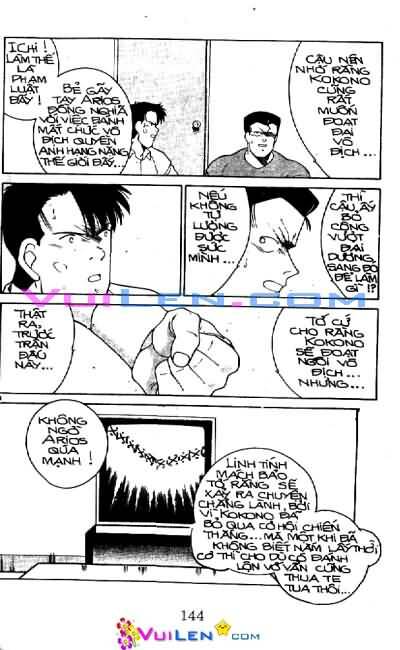 ICHI!
LÀM THẾ
LÀ
PHẠM
LUẬT
ĐẤY!
BẺ GÃY
TAY ARIOS
ĐỒNG NGHĨA
VỚI VIỆC ĐÁNH
MẤT CHỨC VÔ
ĐỊCH QUYỀN
ANH HẠNG NẶNG
THẾ GIỚI ĐẤY...
CẬU NÊN
NHỚ RẰNG
KOKONO
CŨNG
RẤT
MUỐN
ĐOẠT
ĐAI
VÔ
ĐỊCH...
THÌ
CẬU ẤY
BỎ
CÔNG
VƯỢT
ĐẠI
DƯƠNG,
SANG ĐÓ
ĐỂ LÀM
GÌ!?
NẾU
KHÔNG
TỰ
LƯỢNG
ĐƯỢC
SỨC
MÌNH...
VuiLen.com
TỚ CỨ
CHO RẰNG
KOKONO
SẼ ĐOẠT
NGÔI VÔ
ĐỊCH...
NHƯNG...
THẬT
RA,
TRƯỚC
TRẬN
ĐẤU
NÀY...
KHÔNG
NGỜ
ARIOS
QUÁ
MẠNH!
LINH TÍNH
MÁCH BẢO
TỚ RẰNG SẼ
XẢY RA CHUYỆN
CHẲNG LÀNH, BỞI
VÌ KOKONO ĐÃ
BỎ QUA CƠ HỘI CHIẾN
THẮNG... MÀ MỘT KHI ĐÃ
KHÔNG BIẾT NẮM LẤY THỜI
CƠ THÌ CHO DÙ CÓ ĐÁNH
LỘN VỚ VẨN CŨNG
THUA TE
TUA THÔI...
144
VuiLen.com